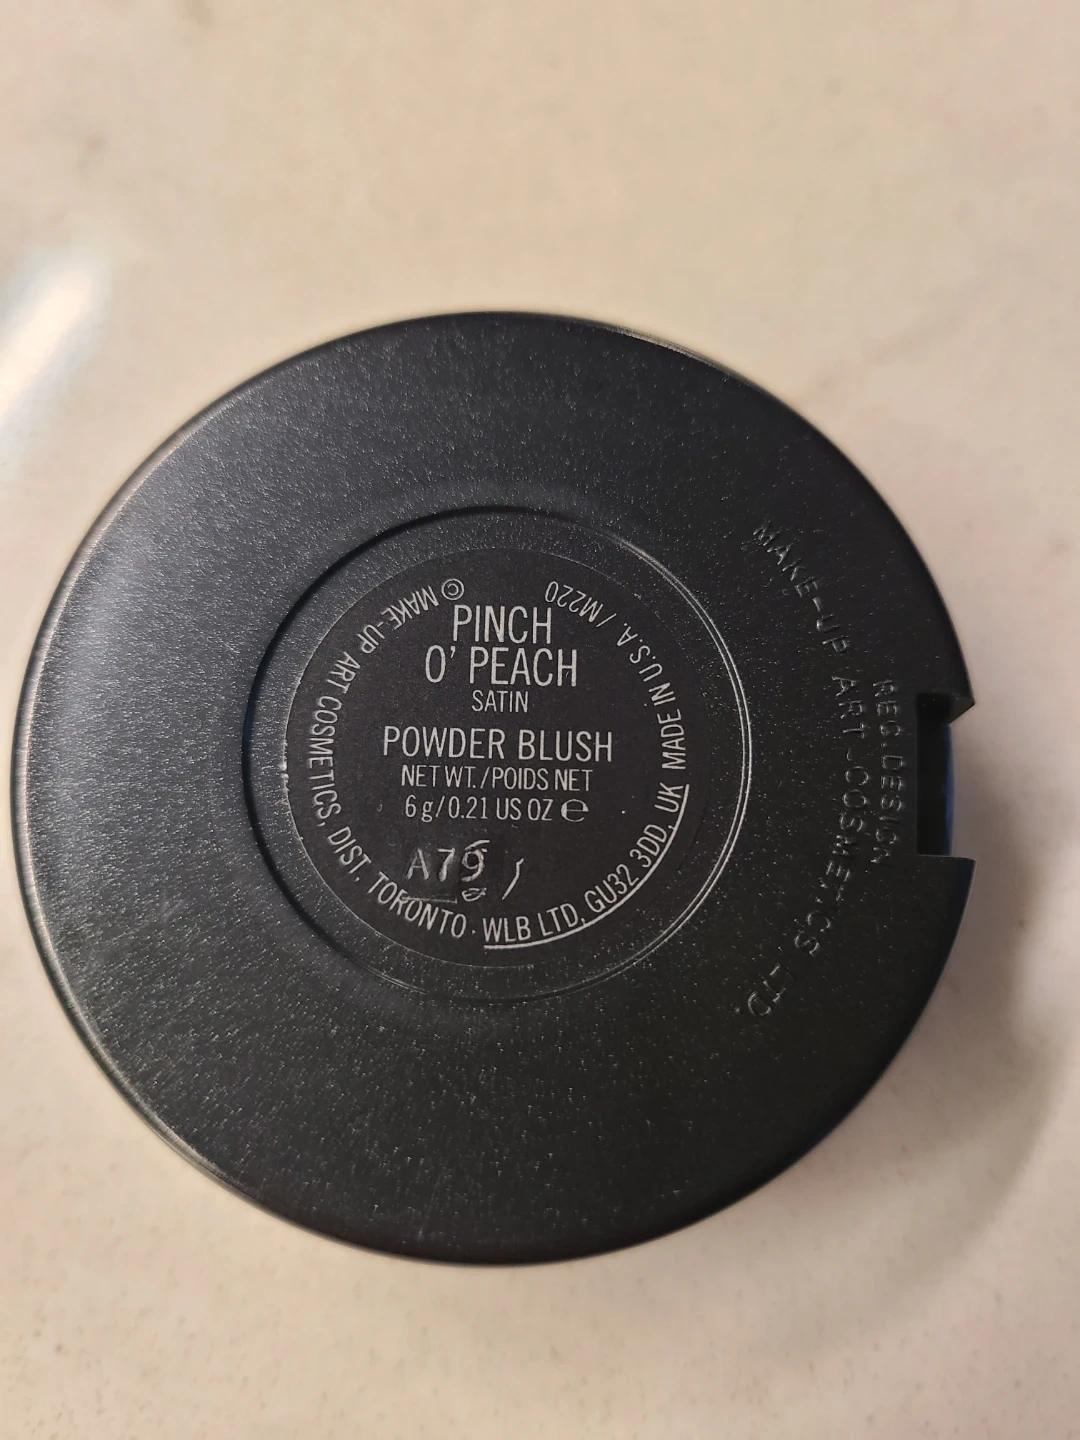 PINCH
O' PEACH
SATIN
POWDER BLUSH
NET WT./POIDS NET
6 g/0.21 US OZ ℮
A79
© MAKE-UP ART COSMETICS, DIST. TORONTO · WLB LTD, GU32 3DD, UK MADE IN U.S.A. / M220
MAKE-UP ART COSMETICS LTD.
REG. DESIGN